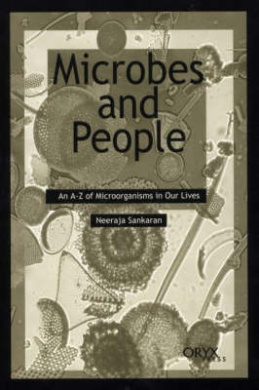 Microbes
and
People
An A-Z of Microorganisms in Our Lives
Neeraja Sankaran
ORYX
PRESS